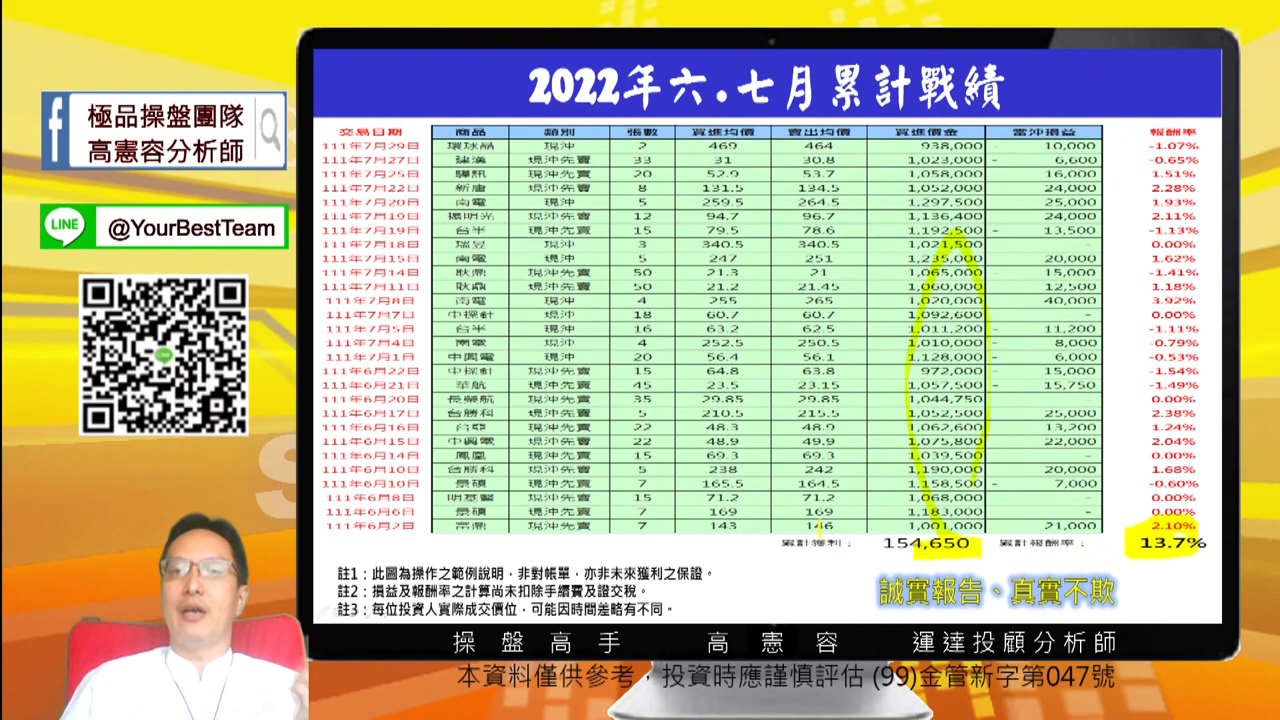 極品操盤團隊
高憲容分析師
LINE @YourBestTeam
2022年六.七月累計戰績
交易日期 商品 類別 張數 買進均價 賣出均價 買進價金 當沖損益 報酬率
111年7月29日 環球晶 現沖 2 469 464 938,000 - 10,000 -1.07%
111年7月27日 建漢 現沖先賣 33 31 30.8 1,023,000 - 6,600 -0.65%
111年7月25日 驊訊 現沖先賣 20 52.9 53.7 1,058,000 16,000 1.51%
111年7月22日 新唐 現沖先賣 8 131.5 134.5 1,052,000 24,000 2.28%
111年7月20日 南電 現沖 5 259.5 264.5 1,297,500 25,000 1.93%
111年7月19日 揚明光 現沖先賣 12 94.7 96.7 1,136,400 24,000 2.11%
111年7月19日 台半 現沖先賣 15 79.5 78.6 1,192,500 - 13,500 -1.13%
111年7月18日 瑞昱 現沖 3 340.5 340.5 1,021,500 - 0.00%
111年7月15日 南電 現沖 5 247 251 1,235,000 20,000 1.62%
111年7月14日 耿鼎 現沖先賣 50 21.3 21 1,065,000 - 15,000 -1.41%
111年7月11日 耿鼎 現沖先賣 50 21.2 21.45 1,060,000 12,500 1.18%
111年7月8日 南電 現沖 4 255 265 1,020,000 40,000 3.92%
111年7月7日 中探針 現沖 18 60.7 60.7 1,092,600 - 0.00%
111年7月5日 台半 現沖 16 63.2 62.5 1,011,200 - 11,200 -1.11%
111年7月4日 南電 現沖 4 252.5 250.5 1,010,000 - 8,000 -0.79%
111年7月1日 中興電 現沖 20 56.4 56.1 1,128,000 - 6,000 -0.53%
111年6月22日 中探針 現沖先賣 15 64.8 63.8 972,000 - 15,000 -1.54%
111年6月21日 華航 現沖先賣 45 23.5 23.15 1,057,500 - 15,750 -1.49%
111年6月20日 長榮航 現沖先賣 35 29.85 29.85 1,044,750 - 0.00%
111年6月17日 台勝科 現沖先賣 5 210.5 215.5 1,052,500 25,000 2.38%
111年6月16日 台亞 現沖先賣 22 48.3 48.9 1,062,600 13,200 1.24%
111年6月15日 中興電 現沖先賣 22 48.9 49.9 1,075,800 22,000 2.04%
111年6月14日 鳳凰 現沖先賣 15 69.3 69.3 1,039,500 - 0.00%
111年6月10日 台勝科 現沖先賣 5 238 242 1,190,000 20,000 1.68%
111年6月10日 景碩 現沖先賣 7 165.5 164.5 1,158,500 - 7,000 -0.60%
111年6月8日 明基醫 現沖先賣 15 71.2 71.2 1,068,000 - 0.00%
111年6月6日 景碩 現沖先賣 7 169 169 1,183,000 - 0.00%
111年6月2日 富鼎 現沖先賣 7 143 146 1,001,000 21,000 2.10%
累計獲利： 154,650 累計報酬率： 13.7%
註1：此圖為操作之範例說明，非對帳單，亦非未來獲利之保證。
註2：損益及報酬率之計算尚未扣除手續費及證交稅。
註3：每位投資人實際成交價位，可能因時間差略有不同。
誠實報告、真實不欺
操盤高手 高憲容 運達投顧分析師
本資料僅供參考，投資時應謹慎評估 (99)金管新字第047號